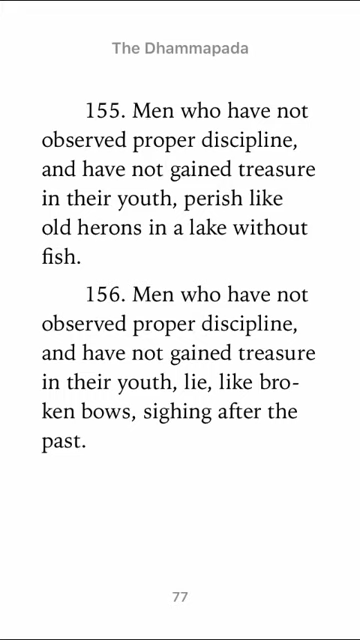 The Dhammapada
155. Men who have not
observed proper discipline,
and have not gained treasure
in their youth, perish like
old herons in a lake without
fish.
156. Men who have not
observed proper discipline,
and have not gained treasure
in their youth, lie, like bro-
ken bows, sighing after the
past.
77